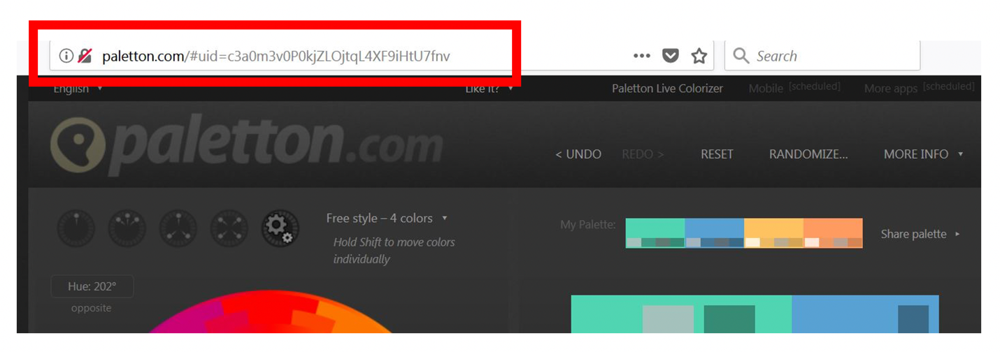 paletton.com/#uid=c3a0m3v0P0kjZLOjtqL4XF9iHtU7fnv
Search
English
Like it?
Paletton Live Colorizer
Mobile [scheduled]
More apps [scheduled]
paletton.com
< UNDO
REDO >
RESET
RANDOMIZE...
MORE INFO
Free style – 4 colors
Hold Shift to move colors
individually
My Palette:
Share palette
Hue: 202°
opposite